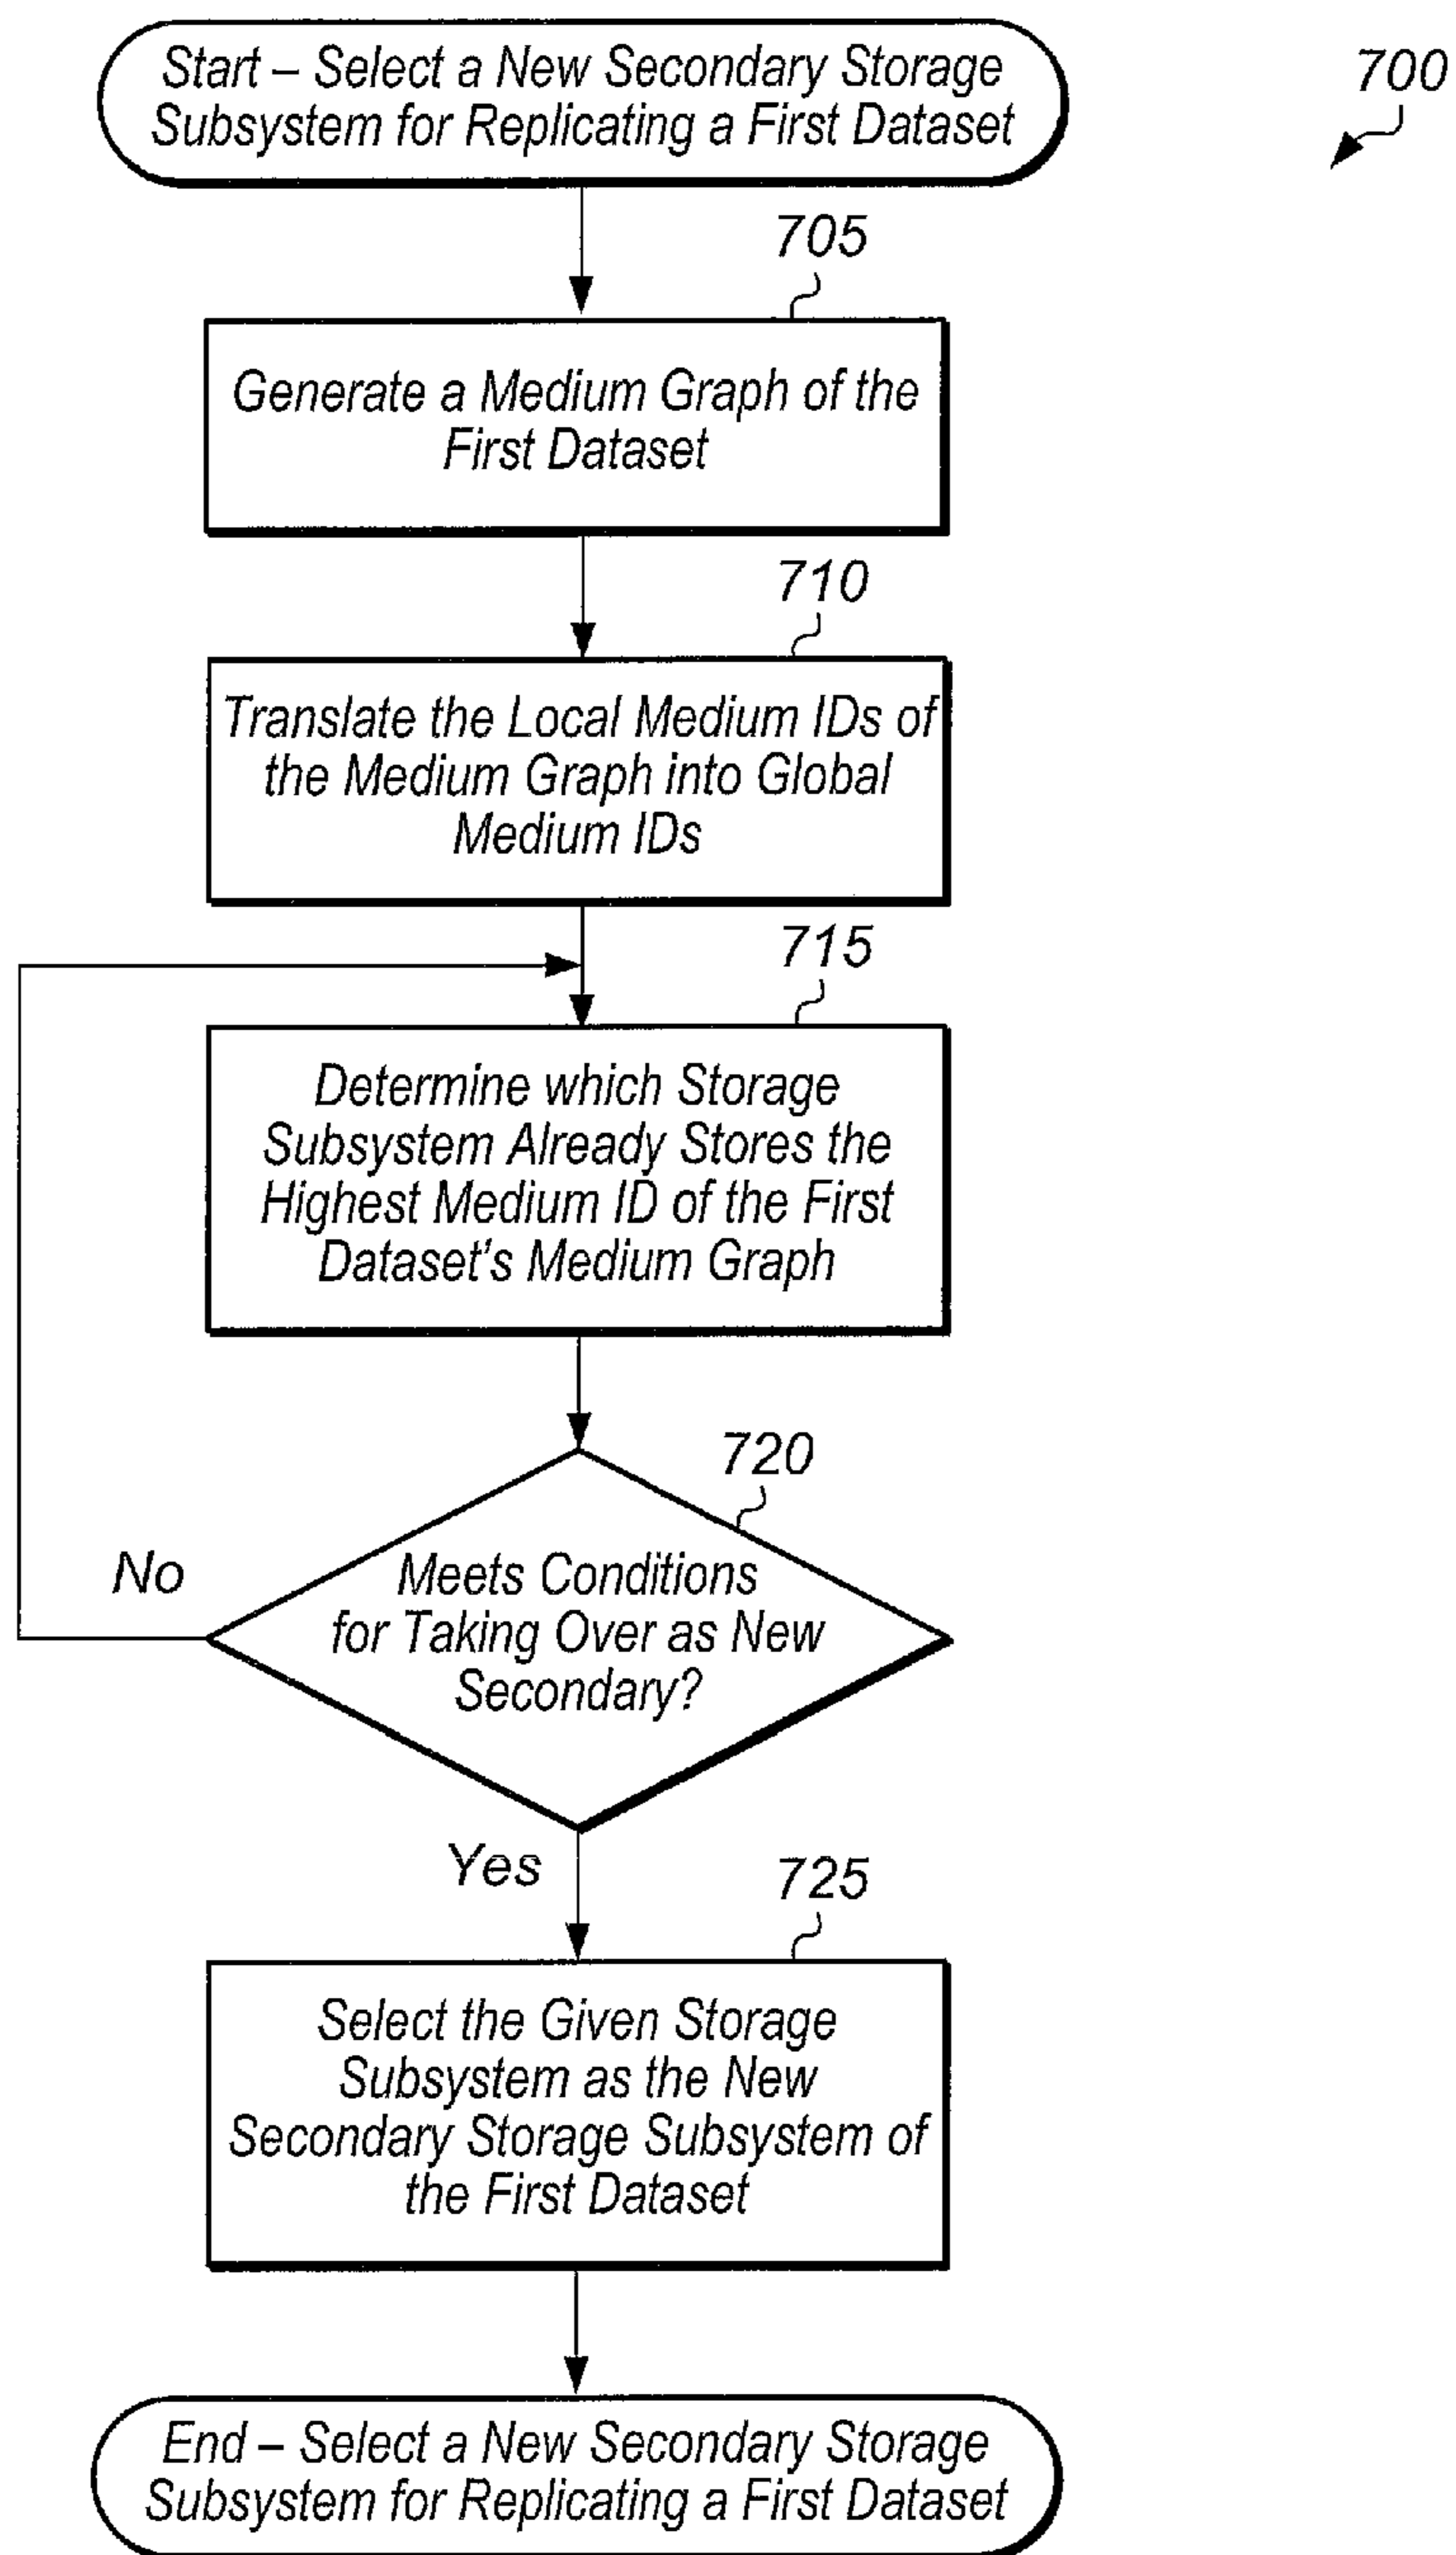 Start – Select a New Secondary Storage
Subsystem for Replicating a First Dataset
700
705
Generate a Medium Graph of the
First Dataset
710
Translate the Local Medium IDs of
the Medium Graph into Global
Medium IDs
715
Determine which Storage
Subsystem Already Stores the
Highest Medium ID of the First
Dataset's Medium Graph
720
No
Meets Conditions
for Taking Over as New
Secondary?
Yes
725
Select the Given Storage
Subsystem as the New
Secondary Storage Subsystem of
the First Dataset
End – Select a New Secondary Storage
Subsystem for Replicating a First Dataset